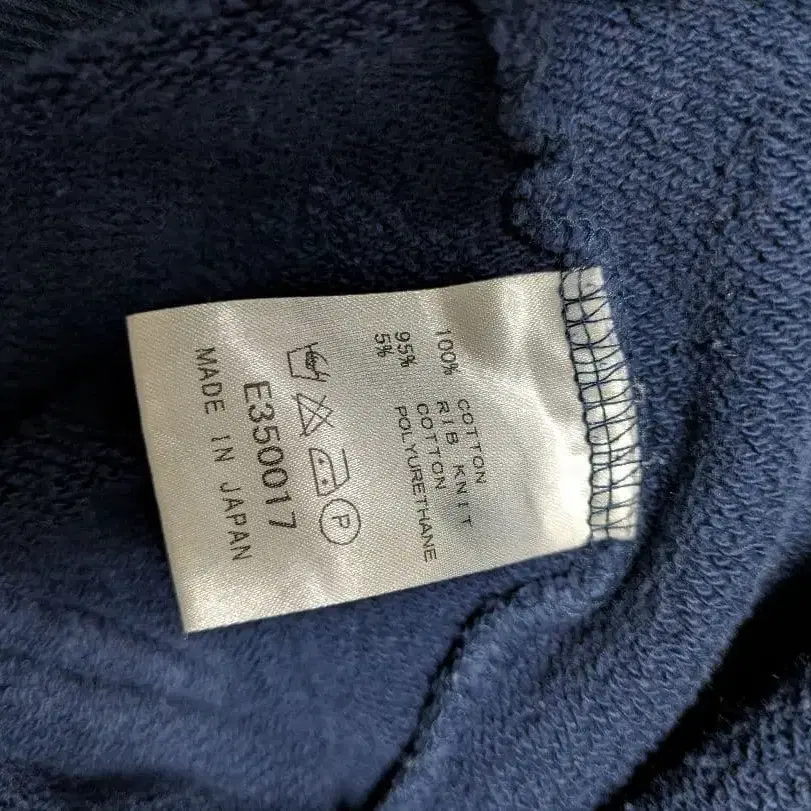 100% COTTON
RIB KNIT
95% COTTON
5% POLYURETHANE
P
E350017
MADE IN JAPAN